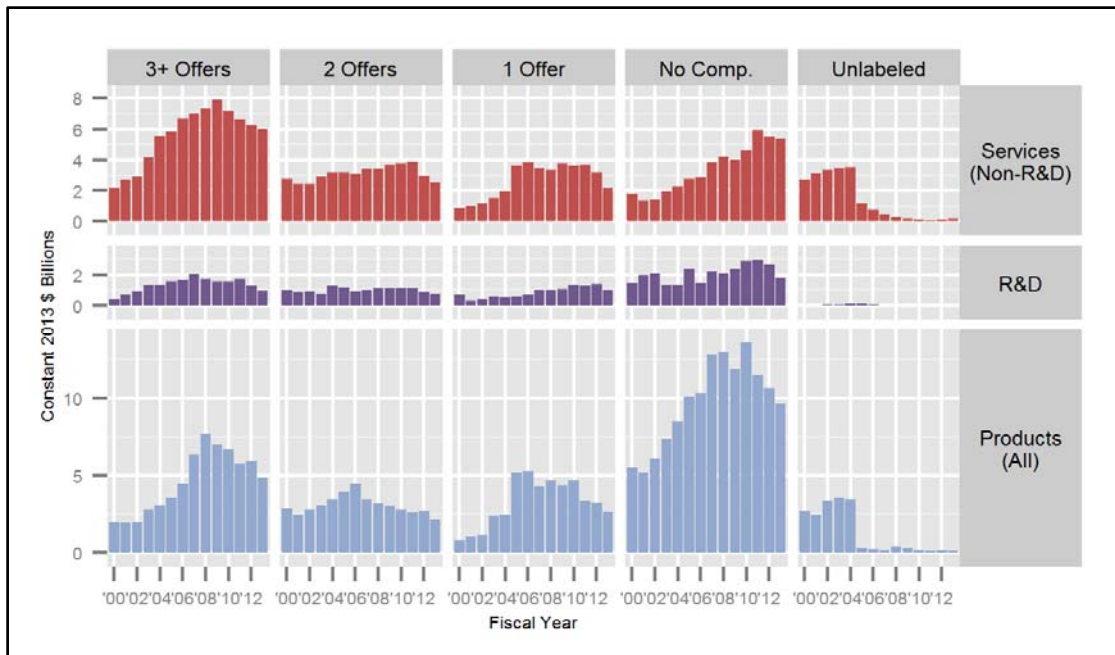 3+ Offers
2 Offers
1 Offer
No Comp.
Unlabeled
8
6
4
2
0
Services
(Non-R&D)
2
0
R&D
10
5
0
Products
(All)
Constant 2013 $ Billions
'00'02'04'06'08'10'12
'00'02'04'06'08'10'12
'00'02'04'06'08'10'12
'00'02'04'06'08'10'12
'00'02'04'06'08'10'12
Fiscal Year